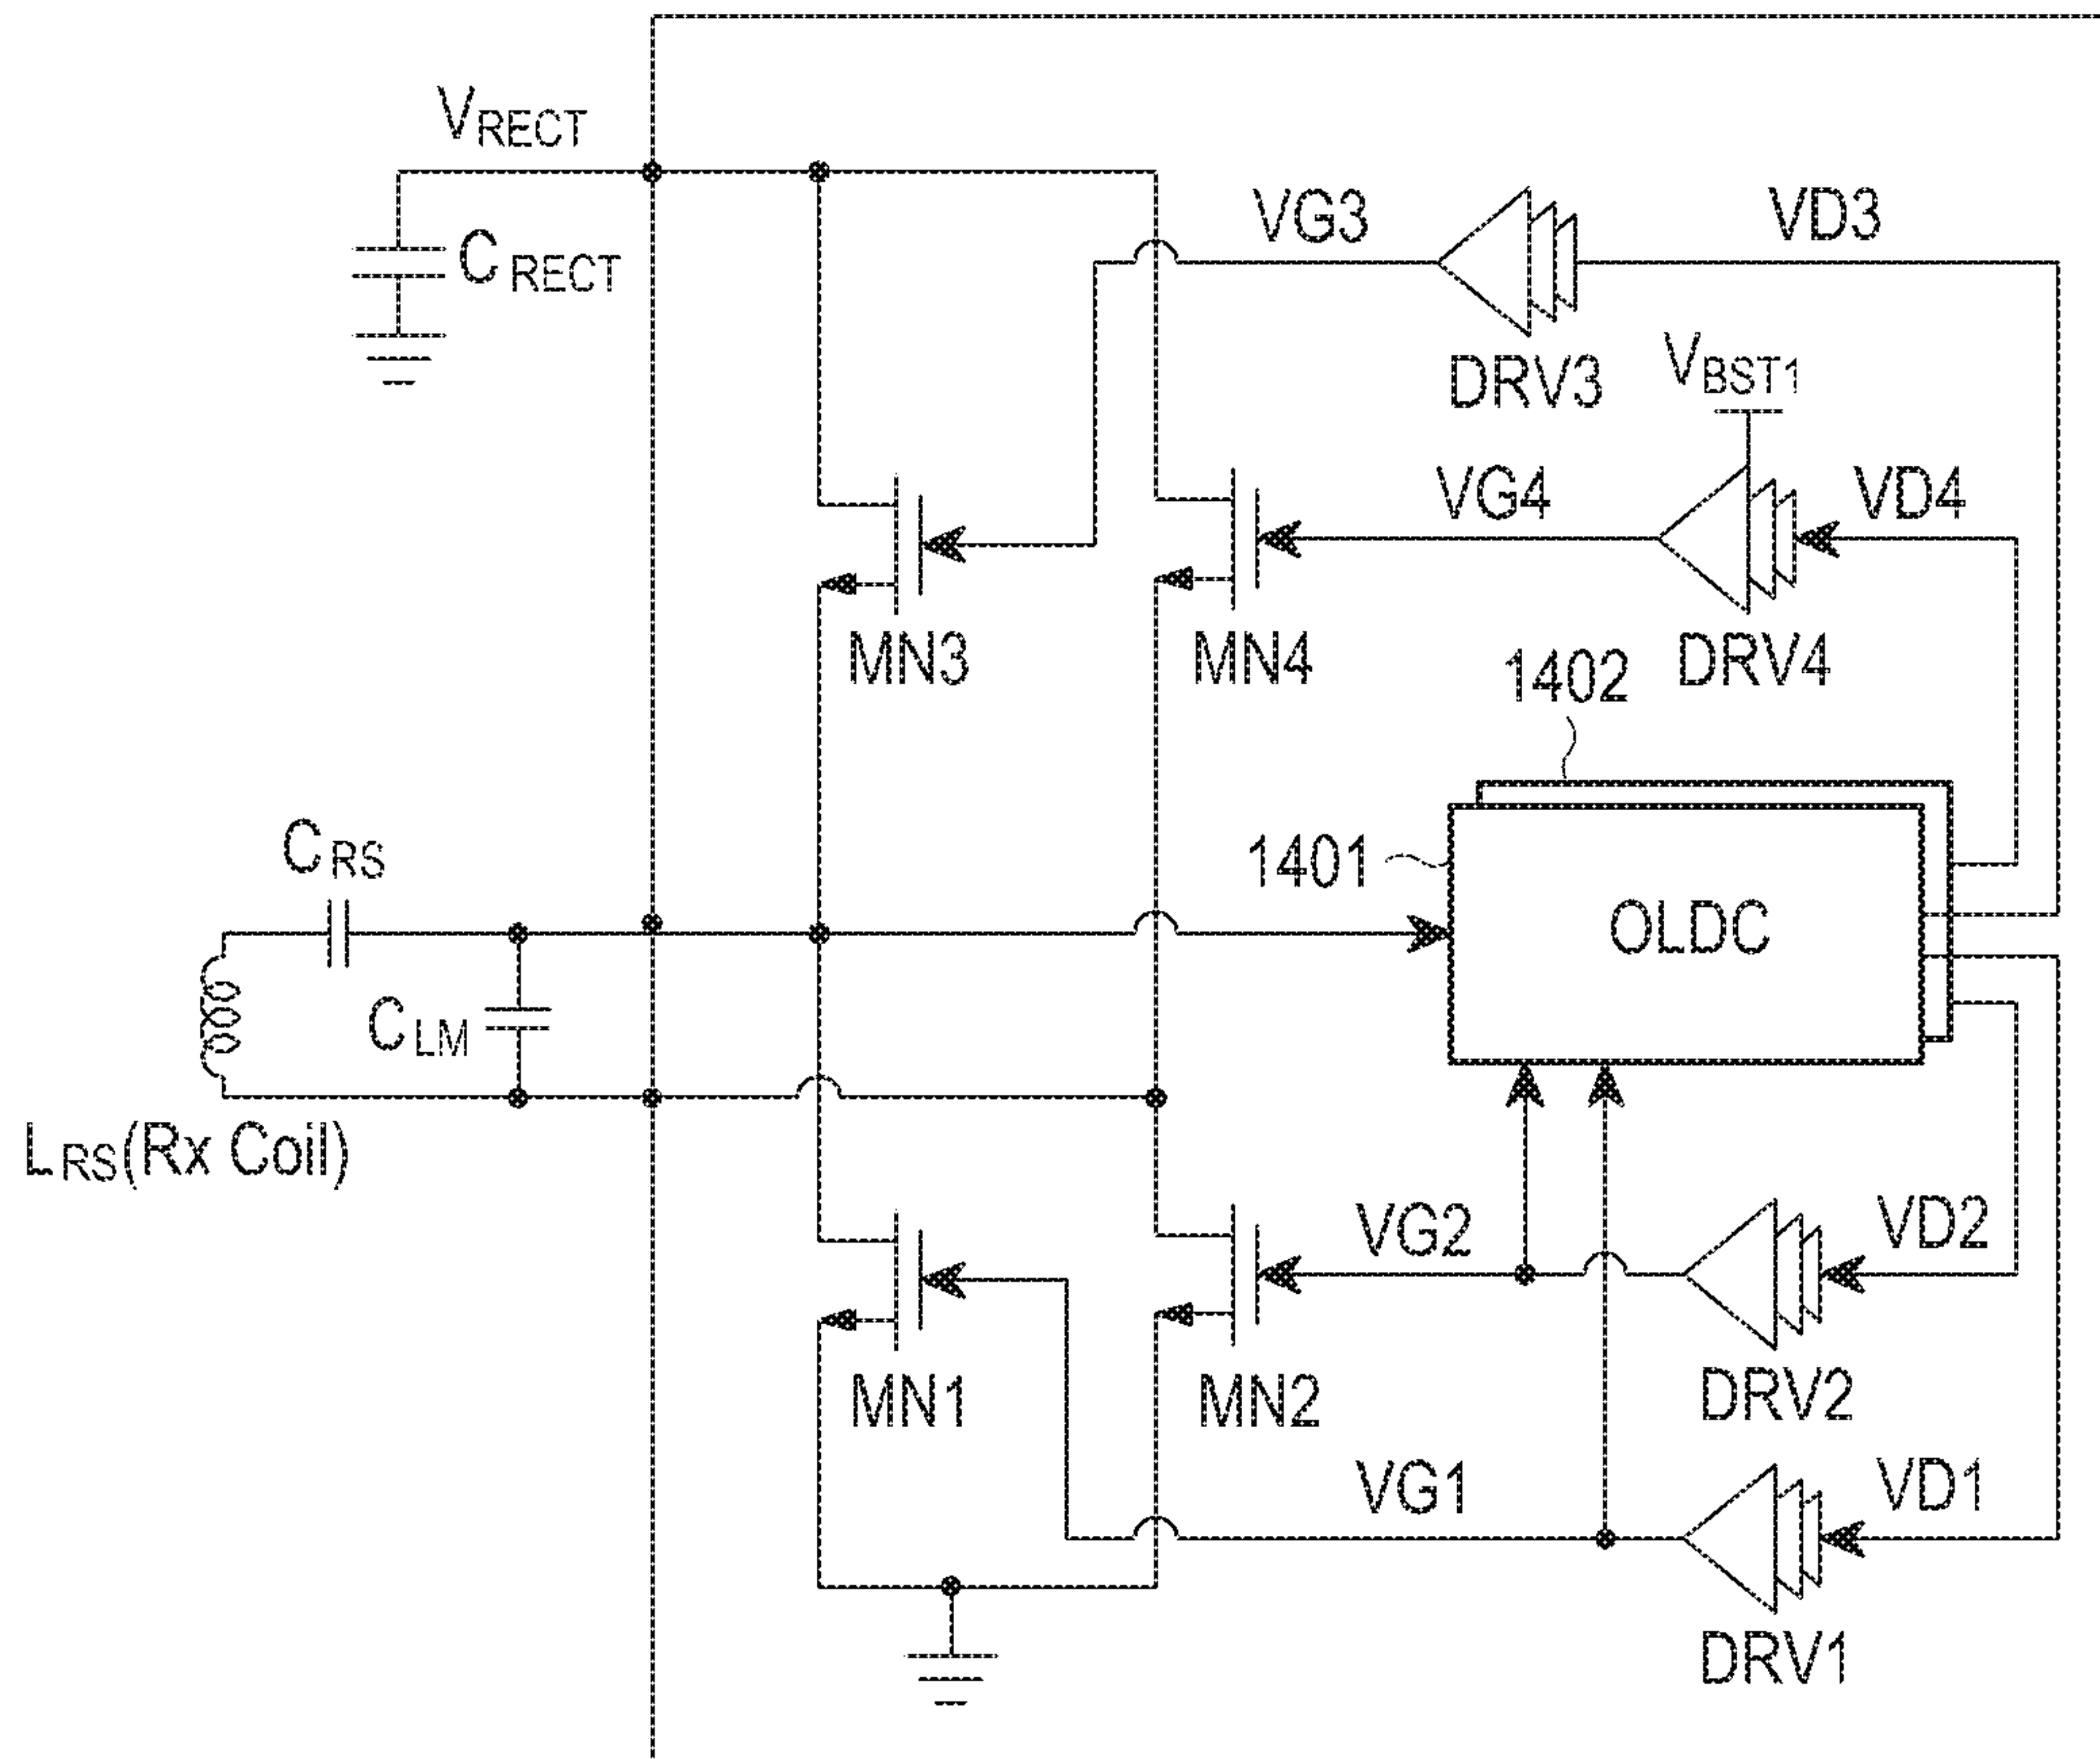 VRECT
CRECT
VG3
VD3
DRV3
VBST1
VG4
VD4
MN3
MN4
DRV4
1402
1401
OLDC
CRS
CLM
LRS(Rx Coil)
VG2
VD2
MN1
MN2
DRV2
VG1
VD1
DRV1